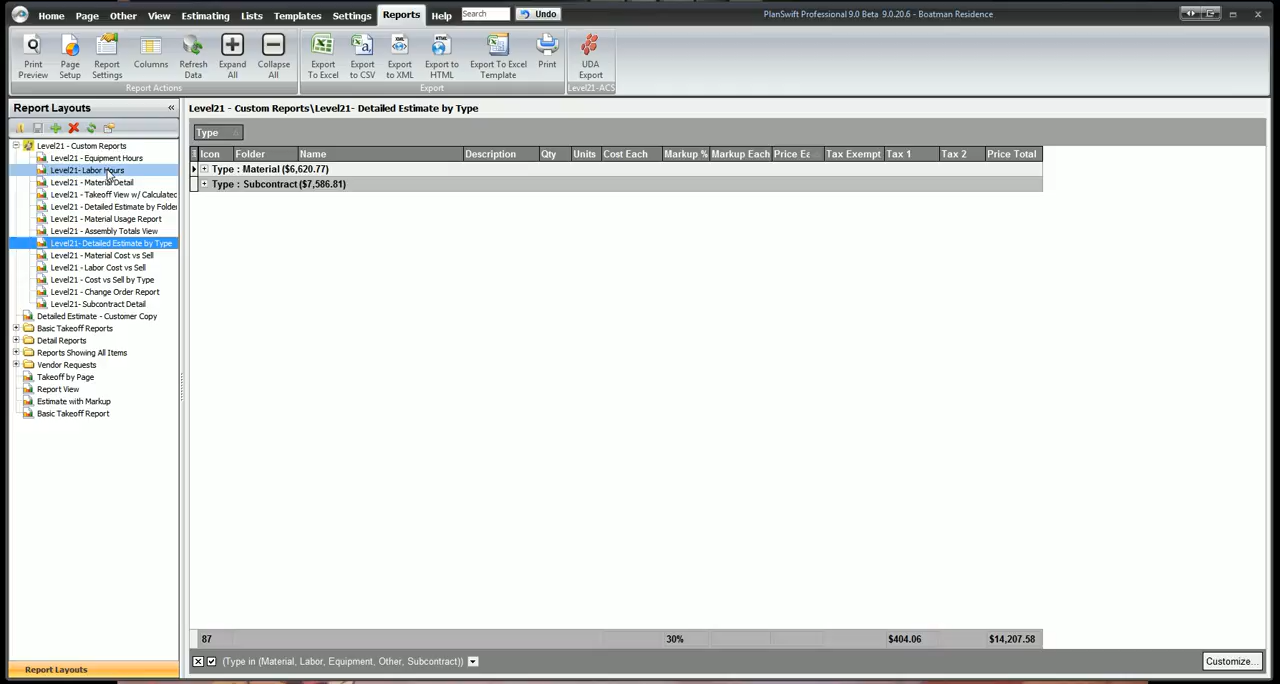 Home Page Other View Estimating Lists Templates Settings Reports Help Search Undo
PlanSwift Professional 9.0 Beta 9.0.20.6 - Boatman Residence
Print Preview
Page Setup
Report Settings
Columns
Refresh Data
Expand All
Collapse All
Export To Excel
Export to CSV
Export to XML
Export to HTML
Export To Excel Template
Print
UDA Export
Report Actions Export Level21-ACS
Report Layouts «
Level21 - Custom Reports\Level21- Detailed Estimate by Type
Type
Level21 - Custom Reports
Level21 - Equipment Hours
Level21- Labor Hours
Level21 - Material Detail
Level21 - Takeoff View w/ Calculated
Level21 - Detailed Estimate by Folder
Level21 - Material Usage Report
Level21 - Assembly Totals View
Level21- Detailed Estimate by Type
Level21 - Material Cost vs Sell
Level21 - Labor Cost vs Sell
Level21 - Cost vs Sell by Type
Level21 - Change Order Report
Level21- Subcontract Detail
Detailed Estimate - Customer Copy
Basic Takeoff Reports
Detail Reports
Reports Showing All Items
Vendor Requests
Takeoff by Page
Report View
Estimate with Markup
Basic Takeoff Report
Report Layouts
Icon Folder Name Description Qty Units Cost Each Markup % Markup Each Price Ea Tax Exempt Tax 1 Tax 2 Price Total
Type : Material ($6,620.77)
Type : Subcontract ($7,586.81)
87 30% $404.06 $14,207.58
(Type in (Material, Labor, Equipment, Other, Subcontract))
Customize...